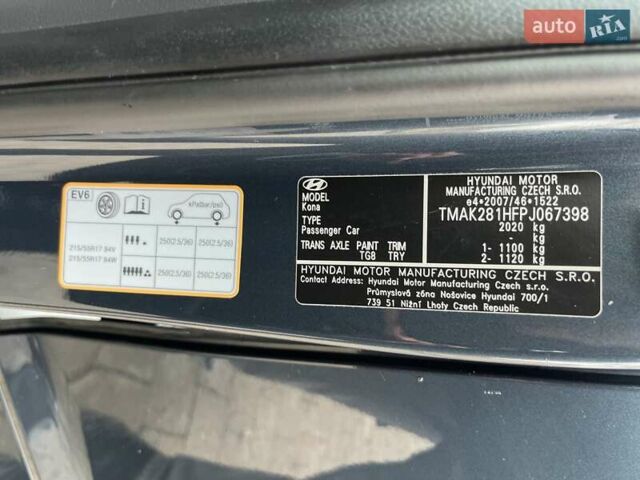 auto RIA.com
EV6
kPa(bar/psi)
215/55R17 94V 250(2.5/36) 250(2.5/36)
215/55R17 94W 250(2.5/36) 250(2.5/36)
HYUNDAI MOTOR
MANUFACTURING CZECH S.R.O.
MODEL
Kona
e4*2007/46*1522
TMAK281HFPJ067398
TYPE
Passenger Car
2020 kg
- kg
TRANS AXLE PAINT TRIM
TG8 TRY
1- 1100 kg
2- 1120 kg
HYUNDAI MOTOR MANUFACTURING CZECH S.R.O.
Contact Address: Hyundai Motor Manufacturing Czech S.R.O.
Průmyslová zóna Nošovice Hyundai 700/1
739 51 Nižní Lhoty Czech Republic